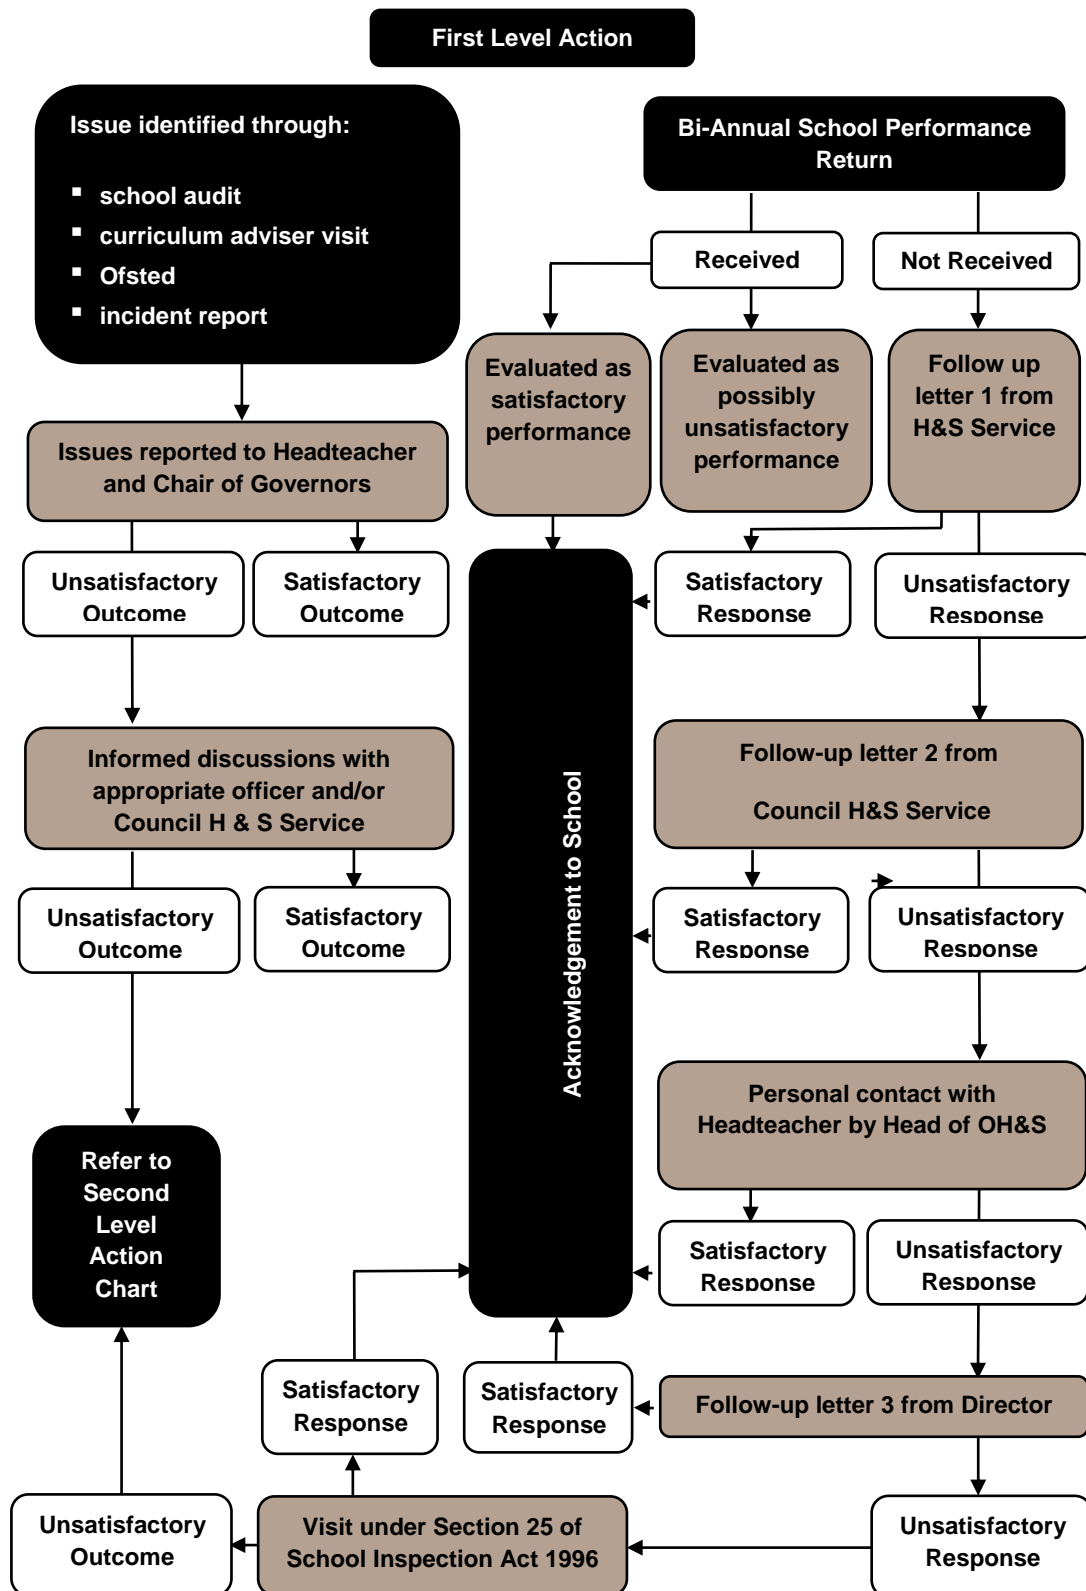 First Level Action
Issue identified through:
▪ school audit
▪ curriculum adviser visit
▪ Ofsted
▪ incident report
Bi-Annual School Performance
Return
Received
Not Received
Evaluated as
satisfactory
performance
Evaluated as
possibly
unsatisfactory
performance
Follow up
letter 1 from
H&S Service
Issues reported to Headteacher
and Chair of Governors
Unsatisfactory
Outcome
Satisfactory
Outcome
Satisfactory
Response
Unsatisfactory
Response
Informed discussions with
appropriate officer and/or
Council H & S Service
Acknowledgement to School
Follow-up letter 2 from
Council H&S Service
Unsatisfactory
Outcome
Satisfactory
Outcome
Satisfactory
Response
Unsatisfactory
Response
Personal contact with
Headteacher by Head of OH&S
Refer to
Second
Level
Action
Chart
Satisfactory
Response
Unsatisfactory
Response
Satisfactory
Response
Satisfactory
Response
Follow-up letter 3 from Director
Unsatisfactory
Outcome
Visit under Section 25 of
School Inspection Act 1996
Unsatisfactory
Response